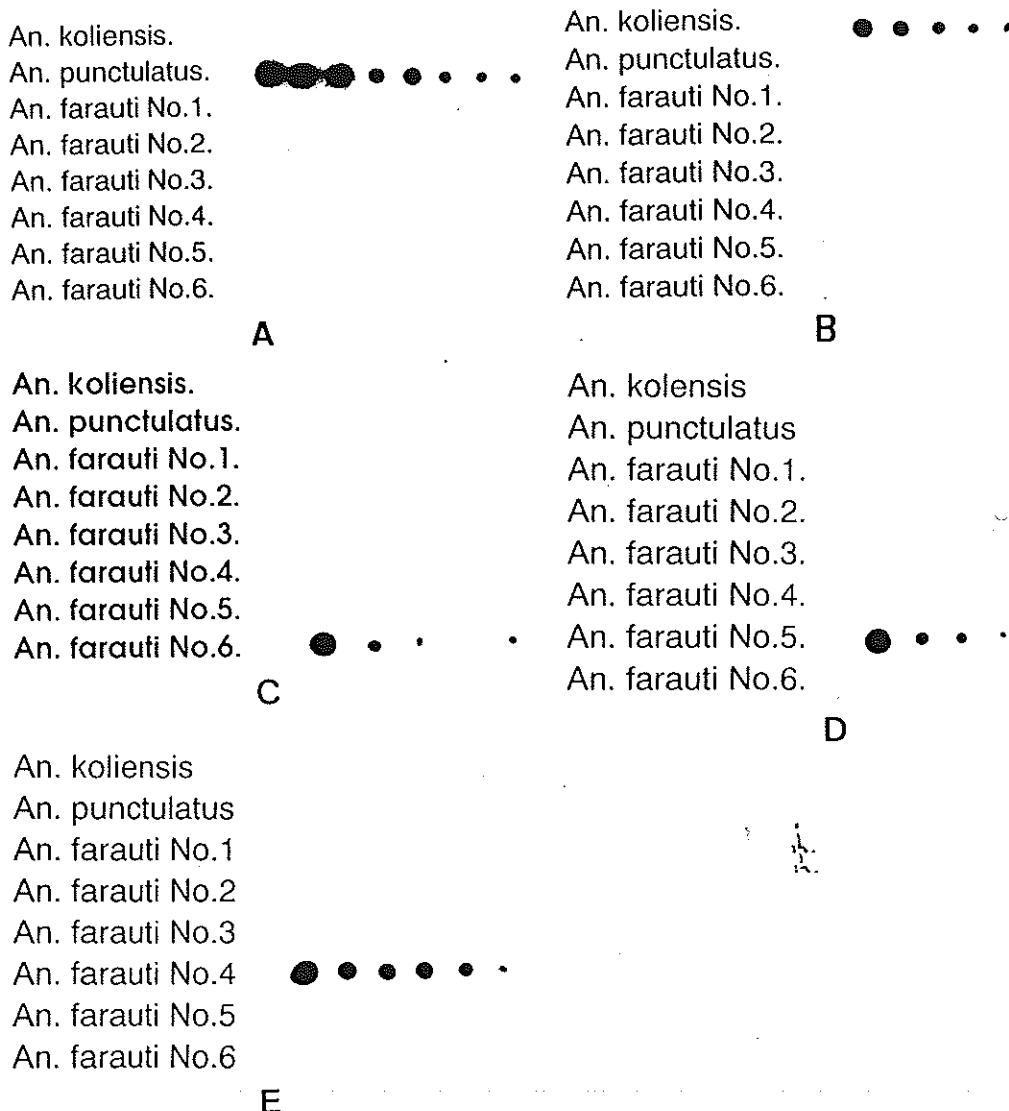 An. koliensis.
An. punctulatus.
An. farauti No.1.
An. farauti No.2.
An. farauti No.3.
An. farauti No.4.
An. farauti No.5.
An. farauti No.6.
A
An. koliensis.
An. punctulatus.
An. farauti No.1.
An. farauti No.2.
An. farauti No.3.
An. farauti No.4.
An. farauti No.5.
An. farauti No.6.
B
An. koliensis.
An. punctulatus.
An. farauti No.1.
An. farauti No.2.
An. farauti No.3.
An. farauti No.4.
An. farauti No.5.
An. farauti No.6.
C
An. kolensis
An. punctulatus
An. farauti No.1.
An. farauti No.2.
An. farauti No.3.
An. farauti No.4.
An. farauti No.5.
An. farauti No.6.
D
An. koliensis
An. punctulatus
An. farauti No.1
An. farauti No.2
An. farauti No.3
An. farauti No.4
An. farauti No.5
An. farauti No.6
E